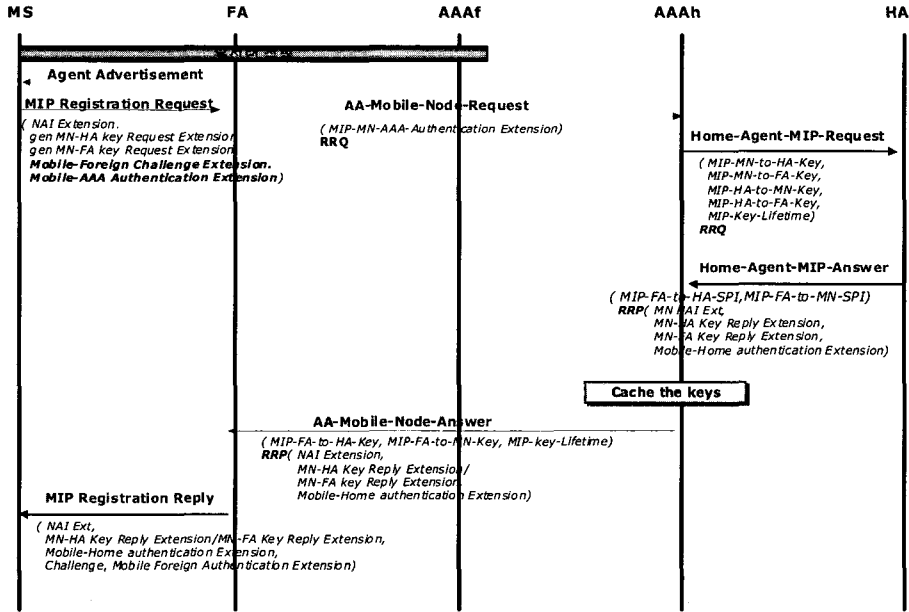 MS FA AAAf AAAh HA
Agent Advertisement
MIP Registration Request
( NAI Extension.
gen MN-HA key Request Extension
gen MN-FA key Request Extension
Mobile-Foreign Challenge Extension.
Mobile-AAA Authentication Extension)
AA-Mobile-Node-Request
( MIP-MN-AAA-Authentication Extension)
RRQ
Home-Agent-MIP-Request
( MIP-MN-to-HA-Key,
MIP-MN-to-FA-Key,
MIP-HA-to-MN-Key,
MIP-HA-to-FA-Key,
MIP-Key-Lifetime)
RRQ
Home-Agent-MIP-Answer
( MIP-FA-to-HA-SPI,MIP-FA-to-MN-SPI)
RRP( MN NAI Ext,
MN-HA Key Reply Extension,
MN-FA Key Reply Extension,
Mobile-Home authentication Extension)
Cache the keys
AA-Mobile-Node-Answer
( MIP-FA-to-HA-Key, MIP-FA-to-MN-Key, MIP-key-Lifetime)
RRP( NAI Extension,
MN-HA Key Reply Extension/
MN-FA key Reply Extension
Mobile-Home authentication Extension)
MIP Registration Reply
( NAI Ext,
MN-HA Key Reply Extension/MN-FA Key Reply Extension,
Mobile-Home authentication Extension,
Challenge, Mobile Foreign Authentication Extension)